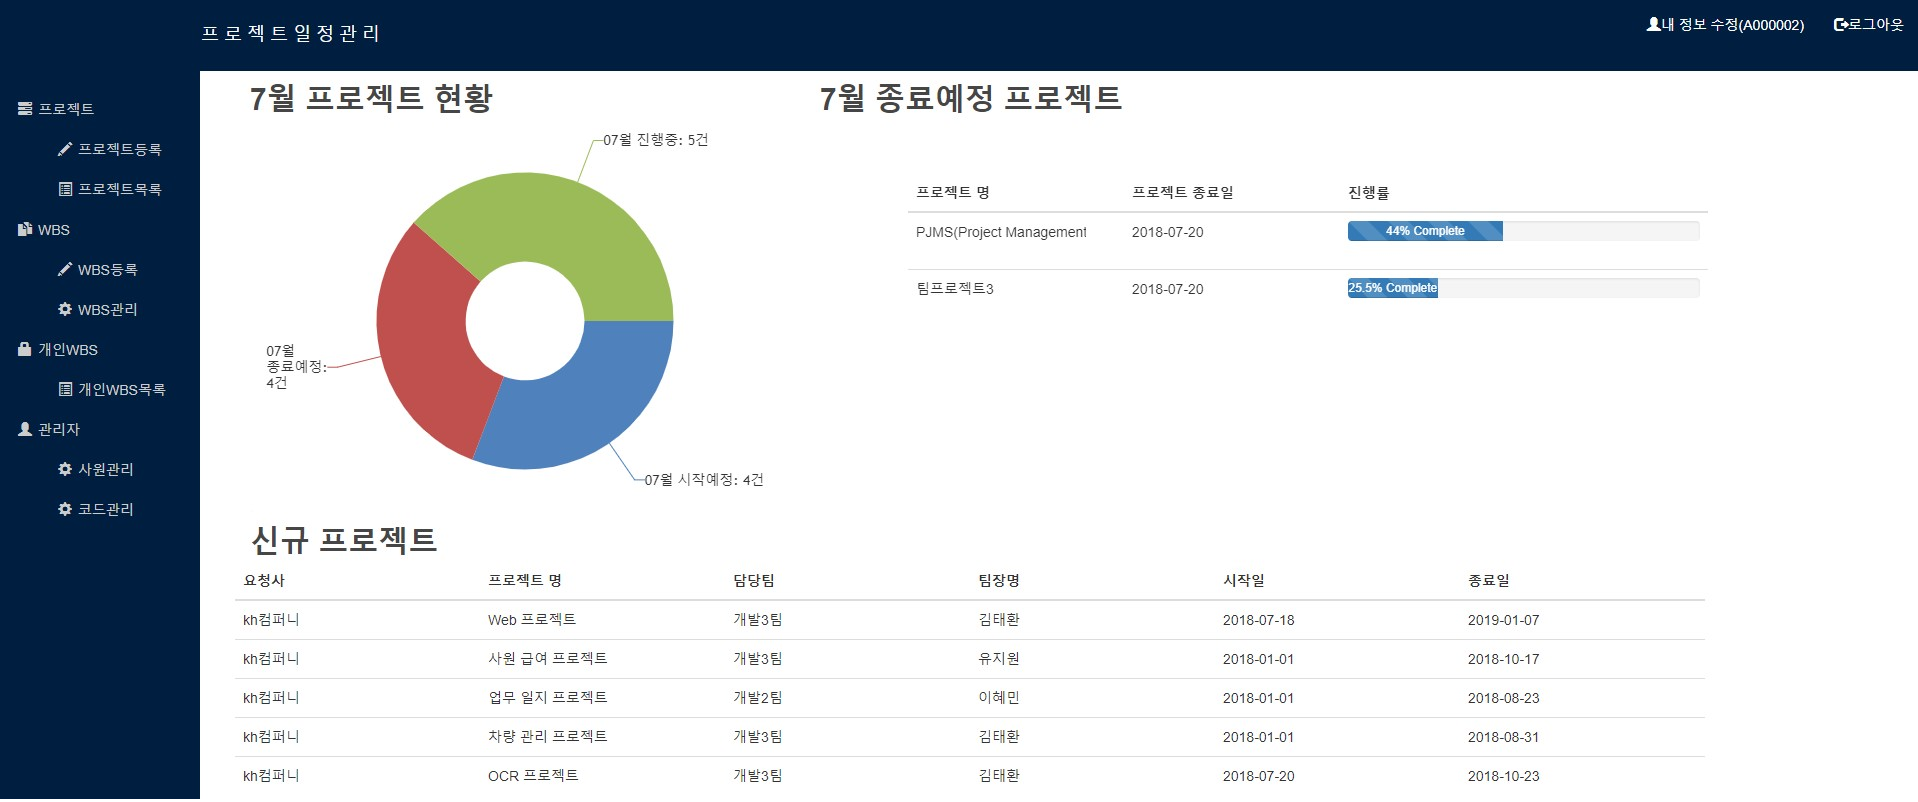 프로젝트일정관리
내 정보 수정(A000002) 로그아웃
프로젝트
프로젝트등록
프로젝트목록
WBS
WBS등록
WBS관리
개인WBS
개인WBS목록
관리자
사원관리
코드관리
7월 프로젝트 현황
07월 진행중: 5건
07월
종료예정:
4건
07월 시작예정: 4건
7월 종료예정 프로젝트
프로젝트 명 프로젝트 종료일 진행률
PJMS(Project Management 2018-07-20 44% Complete
팀프로젝트3 2018-07-20 25.5% Complete
신규 프로젝트
요청사 프로젝트 명 담당팀 팀장명 시작일 종료일
kh컴퍼니 Web 프로젝트 개발3팀 김태환 2018-07-18 2019-01-07
kh컴퍼니 사원 급여 프로젝트 개발3팀 유지원 2018-01-01 2018-10-17
kh컴퍼니 업무 일지 프로젝트 개발2팀 이혜민 2018-01-01 2018-08-23
kh컴퍼니 차량 관리 프로젝트 개발3팀 김태환 2018-01-01 2018-08-31
kh컴퍼니 OCR 프로젝트 개발3팀 김태환 2018-07-20 2018-10-23